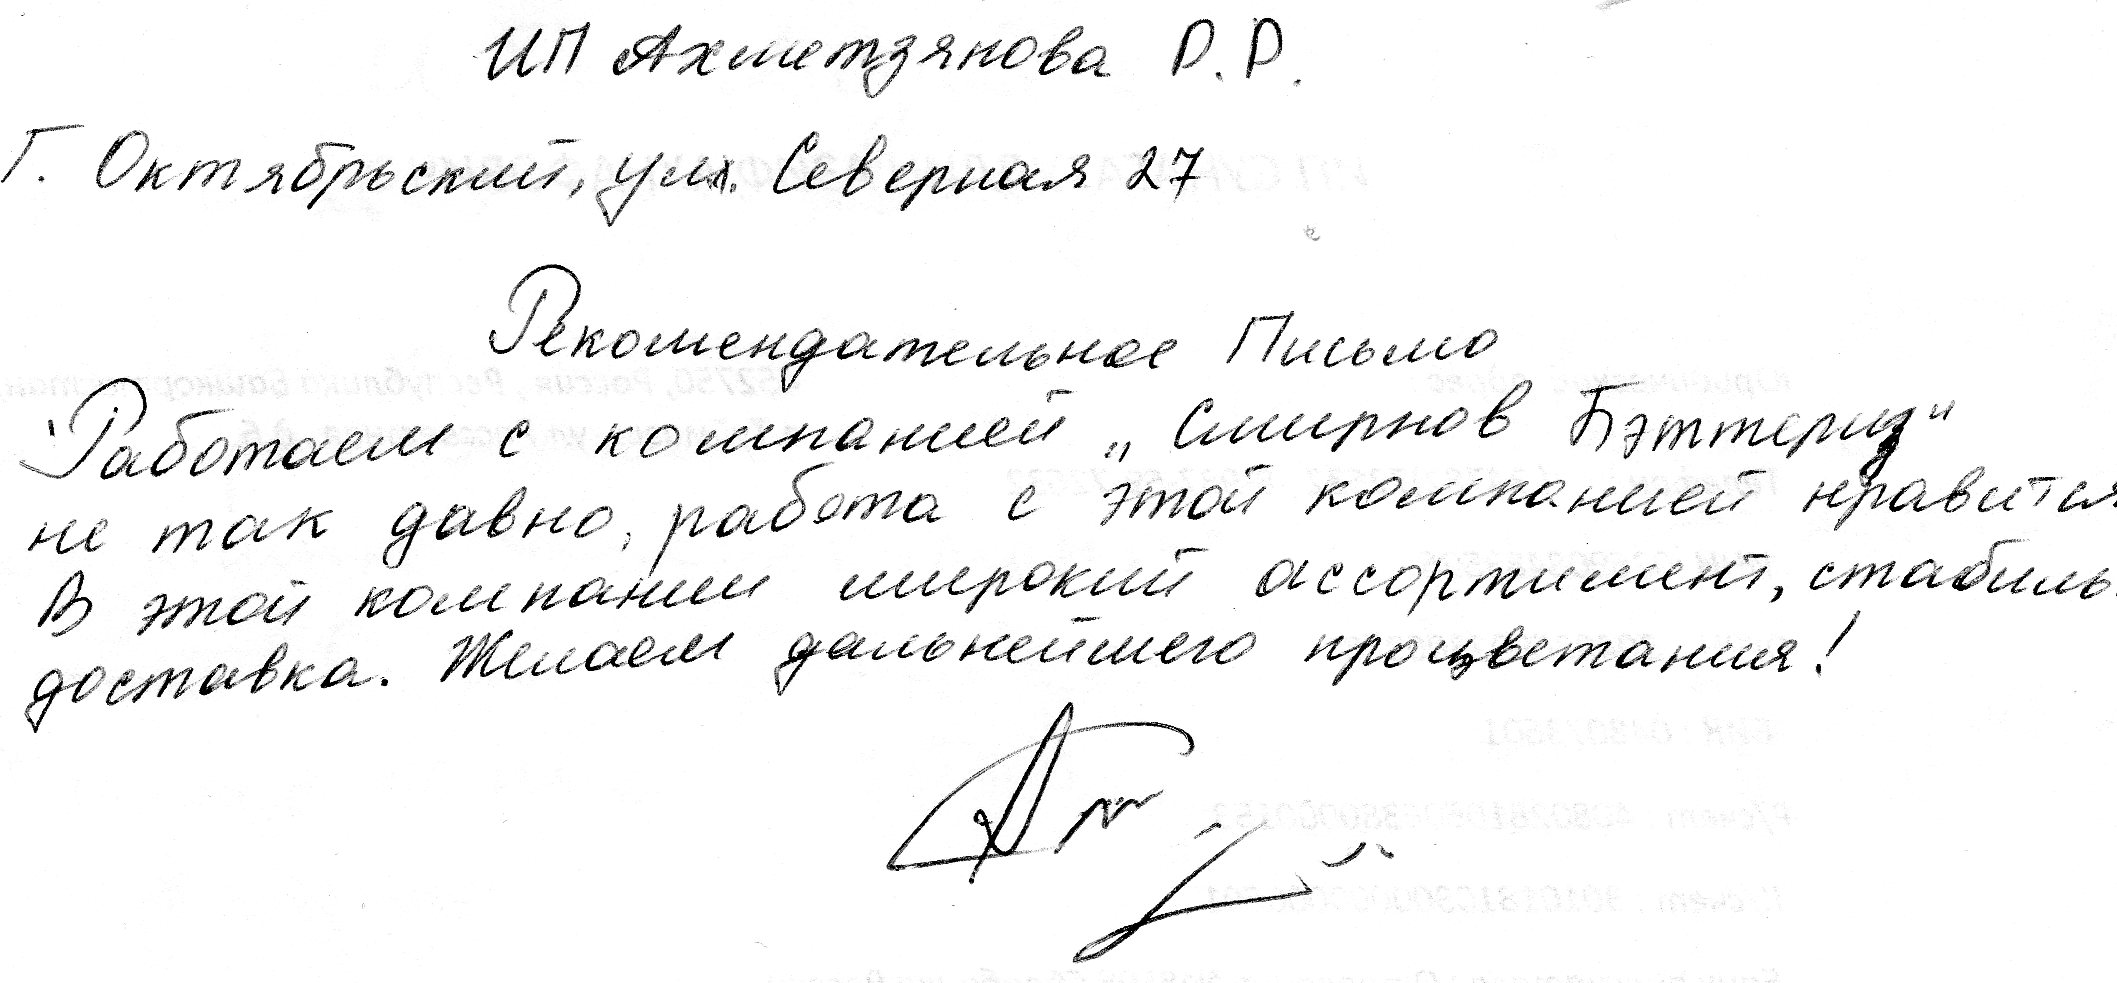 ИП Ахметзянова Р.Р.
Г. Октябрьский, ул. Северная 27
Рекомендательное Письмо
Работаем с компанией „Смирнов Бэттериз"
не так давно, работа с этой компанией нравится
В этой компании широкий ассортимент, стабиль
доставка. Желаем дальнейшего процветания!